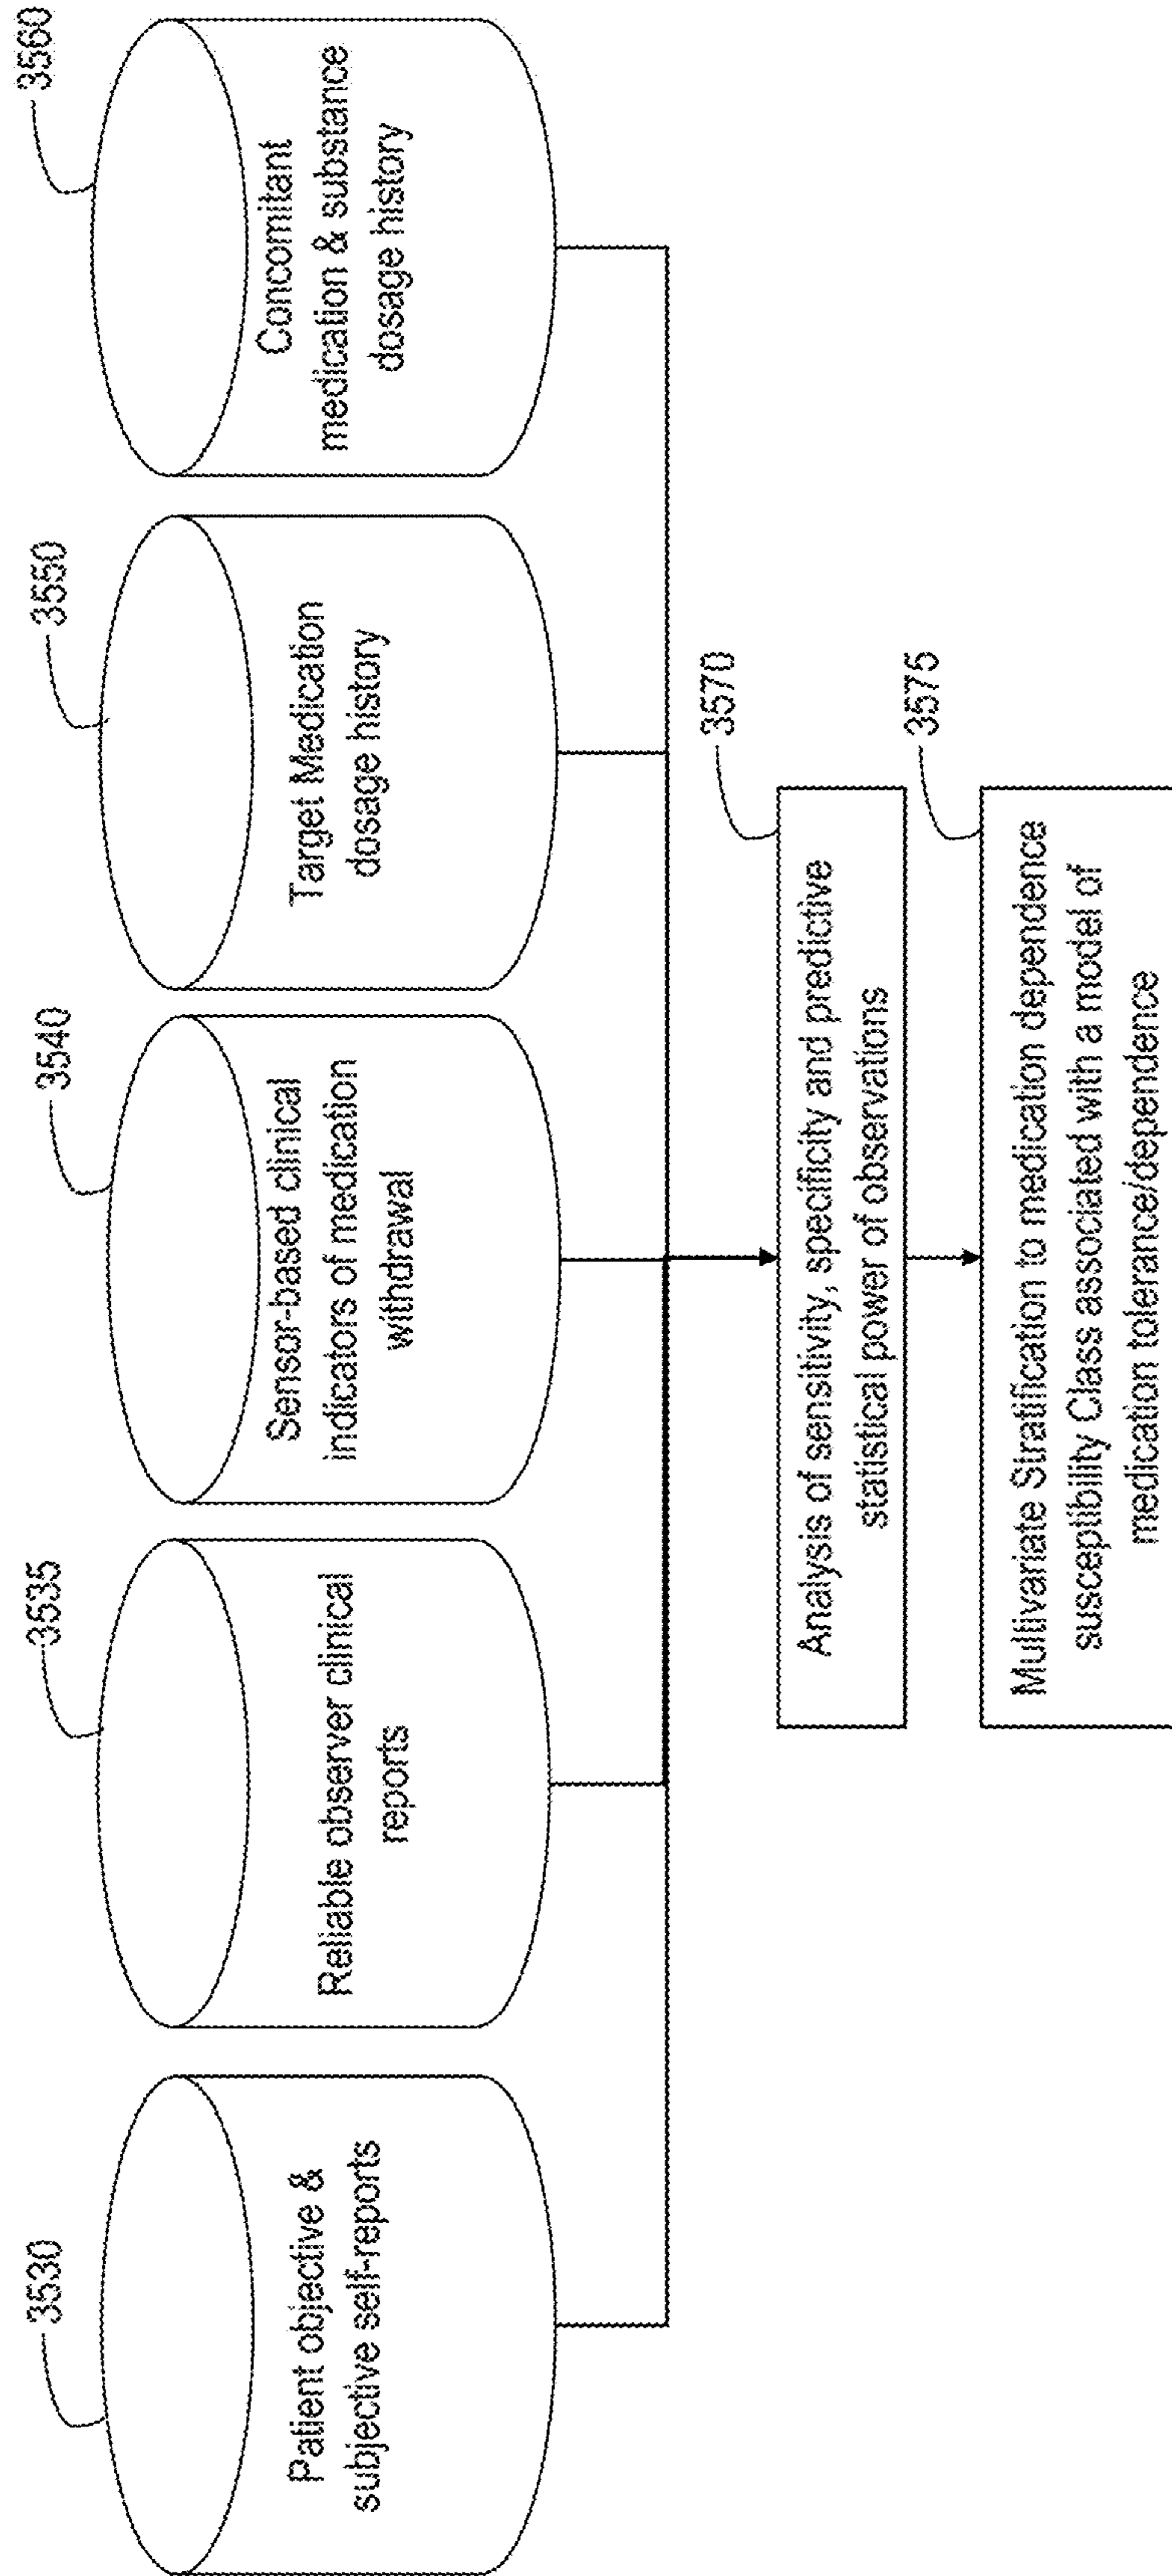 3530
Patient objective &
subjective self-reports
3535
Reliable observer clinical
reports
3540
Sensor-based clinical
indicators of medication
withdrawal
3550
Target Medication
dosage history
3560
Concomitant
medication & substance
dosage history
3570
Analysis of sensitivity, specificity and predictive
statistical power of observations
3575
Multivariate Stratification to medication dependence
susceptibility Class associated with a model of
medication tolerance/dependence